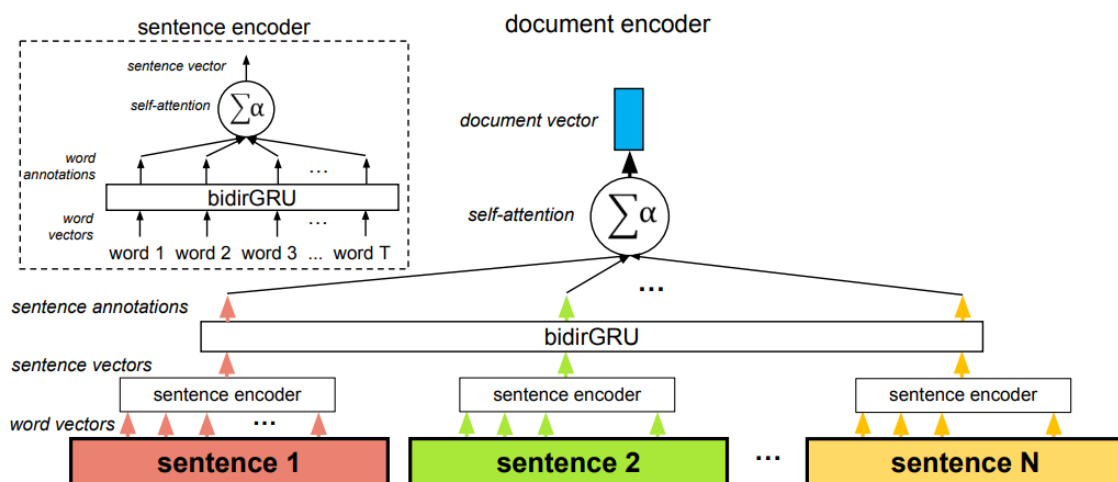 sentence encoder
document encoder
sentence vector
self-attention
∑α
word
annotations
...
bidirGRU
word
vectors
...
word 1 word 2 word 3 ... word T
document vector
self-attention
∑α
...
sentence annotations
bidirGRU
sentence vectors
sentence encoder
sentence encoder
sentence encoder
word vectors
...
sentence 1
sentence 2
...
sentence N